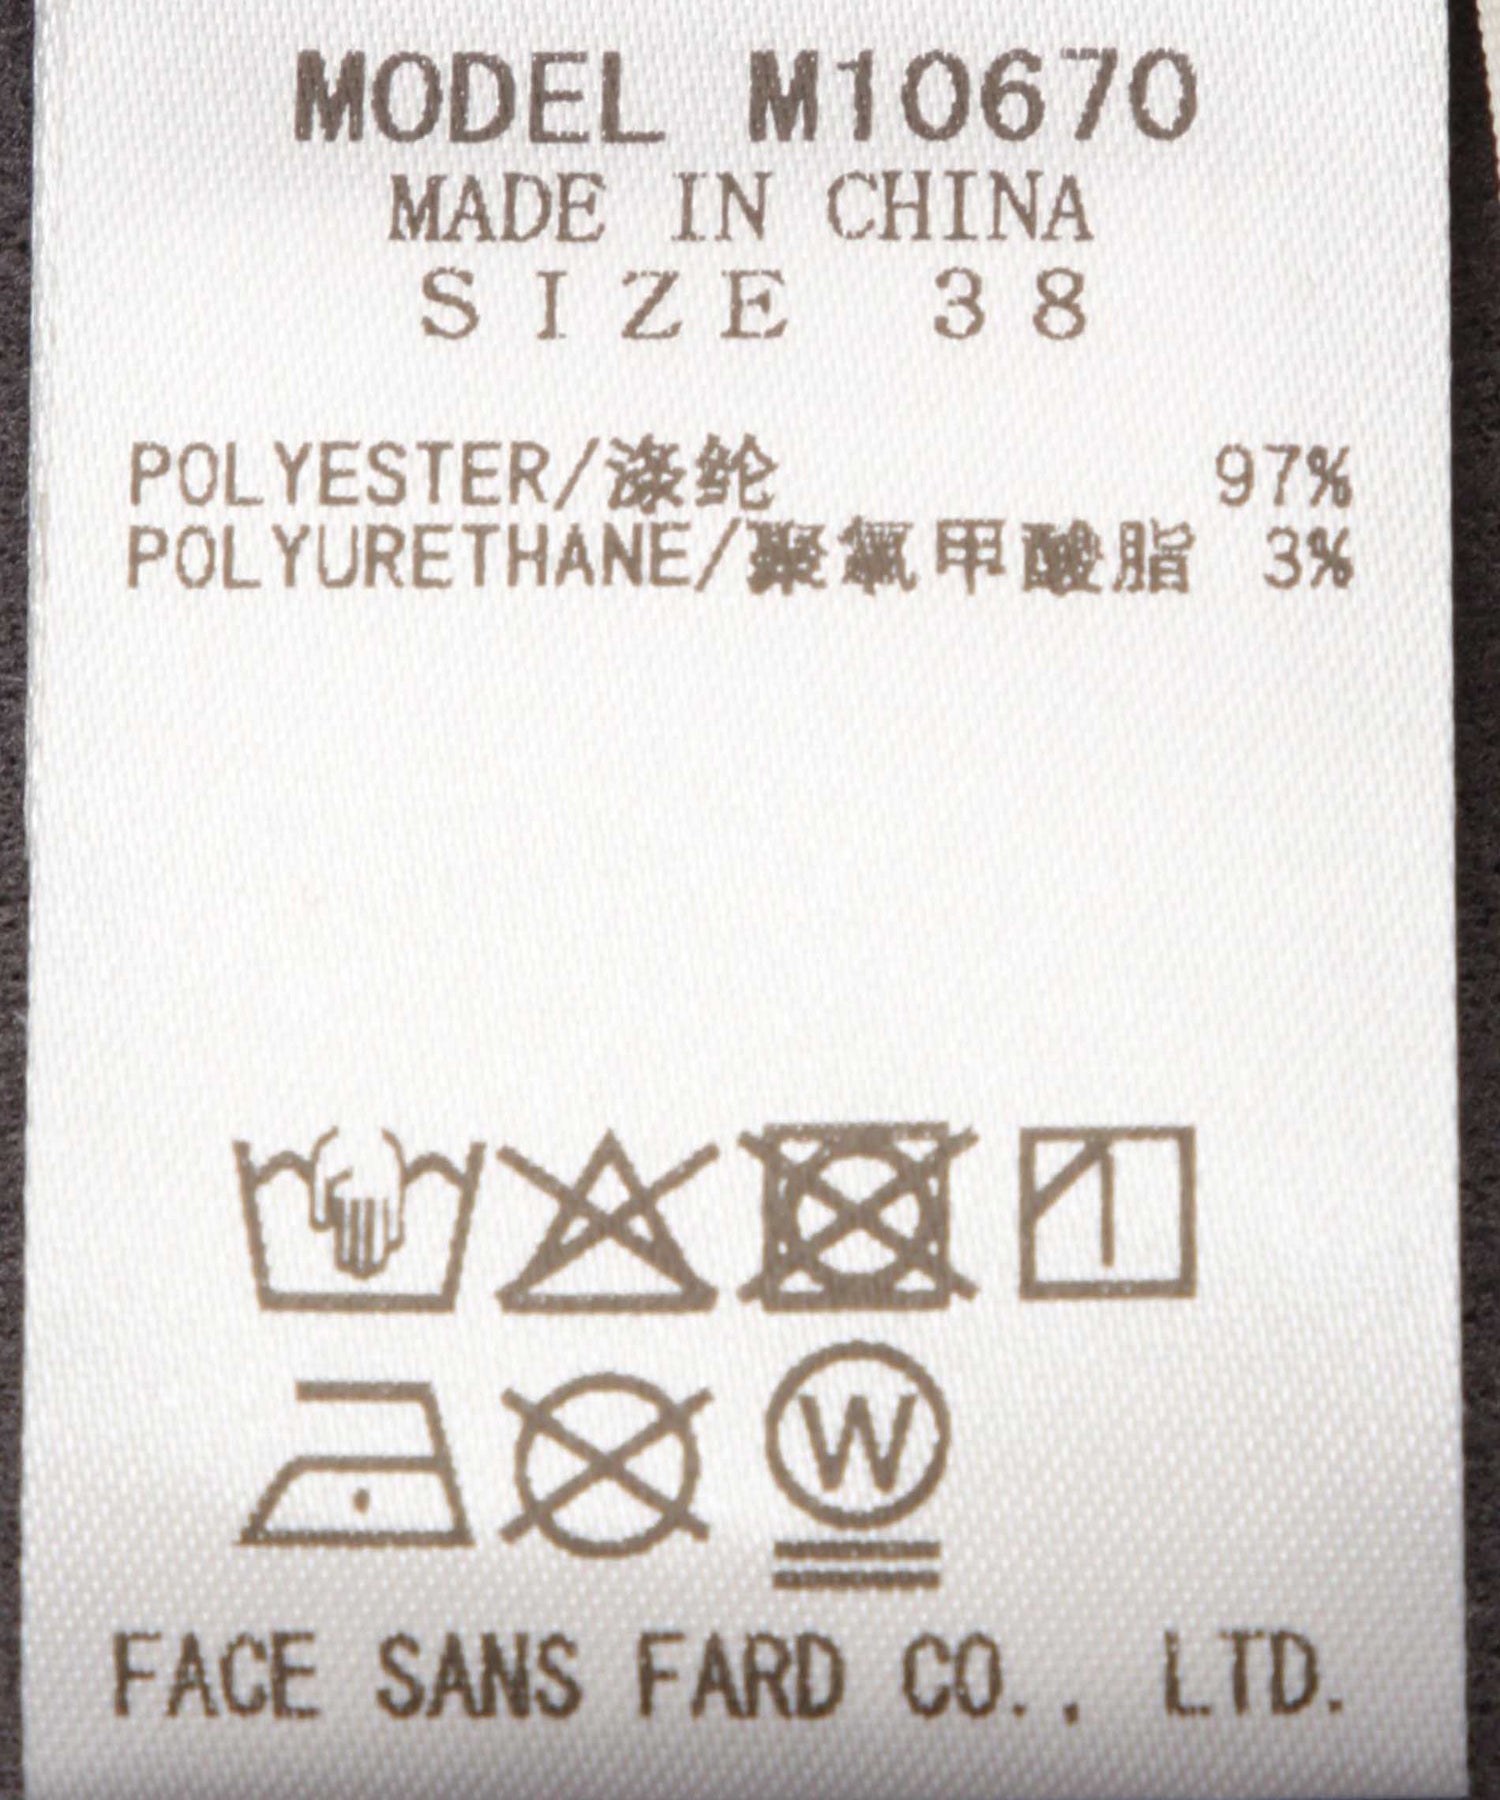 MODEL M10670
MADE IN CHINA
SIZE 38
POLYESTER/涤纶 97%
POLYURETHANE/聚氨甲酸脂 3%
W
FACE SANS FARD CO., LTD.